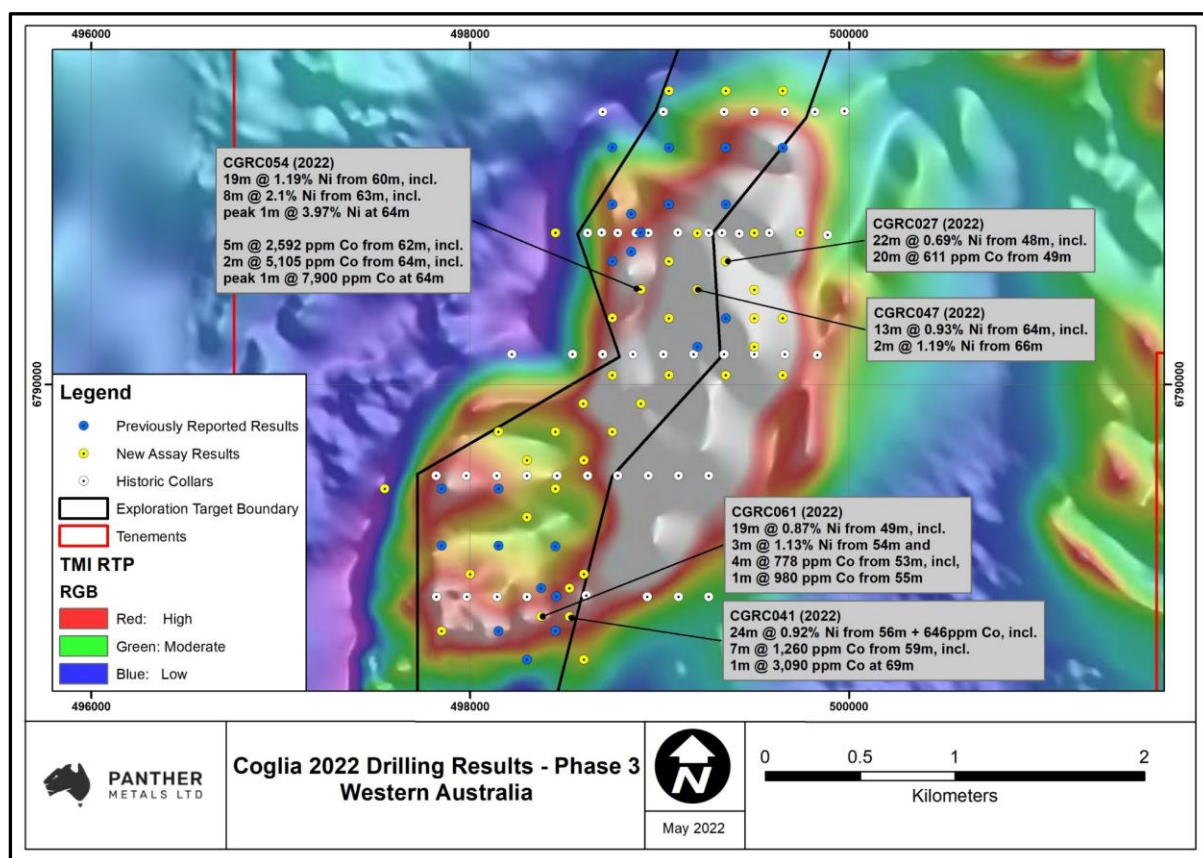 496000
498000
500000
CGRC054 (2022)
19m @ 1.19% Ni from 60m, incl.
8m @ 2.1% Ni from 63m, incl.
peak 1m @ 3.97% Ni at 64m
5m @ 2,592 ppm Co from 62m, incl.
2m @ 5,105 ppm Co from 64m, incl.
peak 1m @ 7,900 ppm Co at 64m
CGRC027 (2022)
22m @ 0.69% Ni from 48m, incl.
20m @ 611 ppm Co from 49m
CGRC047 (2022)
13m @ 0.93% Ni from 64m, incl.
2m @ 1.19% Ni from 66m
6790000
6790000
Legend
Previously Reported Results
New Assay Results
Historic Collars
Exploration Target Boundary
Tenements
TMI RTP
RGB
Red: High
Green: Moderate
Blue: Low
CGRC061 (2022)
19m @ 0.87% Ni from 49m, incl.
3m @ 1.13% Ni from 54m and
4m @ 778 ppm Co from 53m, incl,
1m @ 980 ppm Co from 55m
CGRC041 (2022)
24m @ 0.92% Ni from 56m + 646ppm Co, incl.
7m @ 1,260 ppm Co from 59m, incl.
1m @ 3,090 ppm Co at 69m
496000
498000
500000
PANTHER
METALS LTD
Coglia 2022 Drilling Results - Phase 3
Western Australia
N
May 2022
0 0.5 1 2
Kilometers